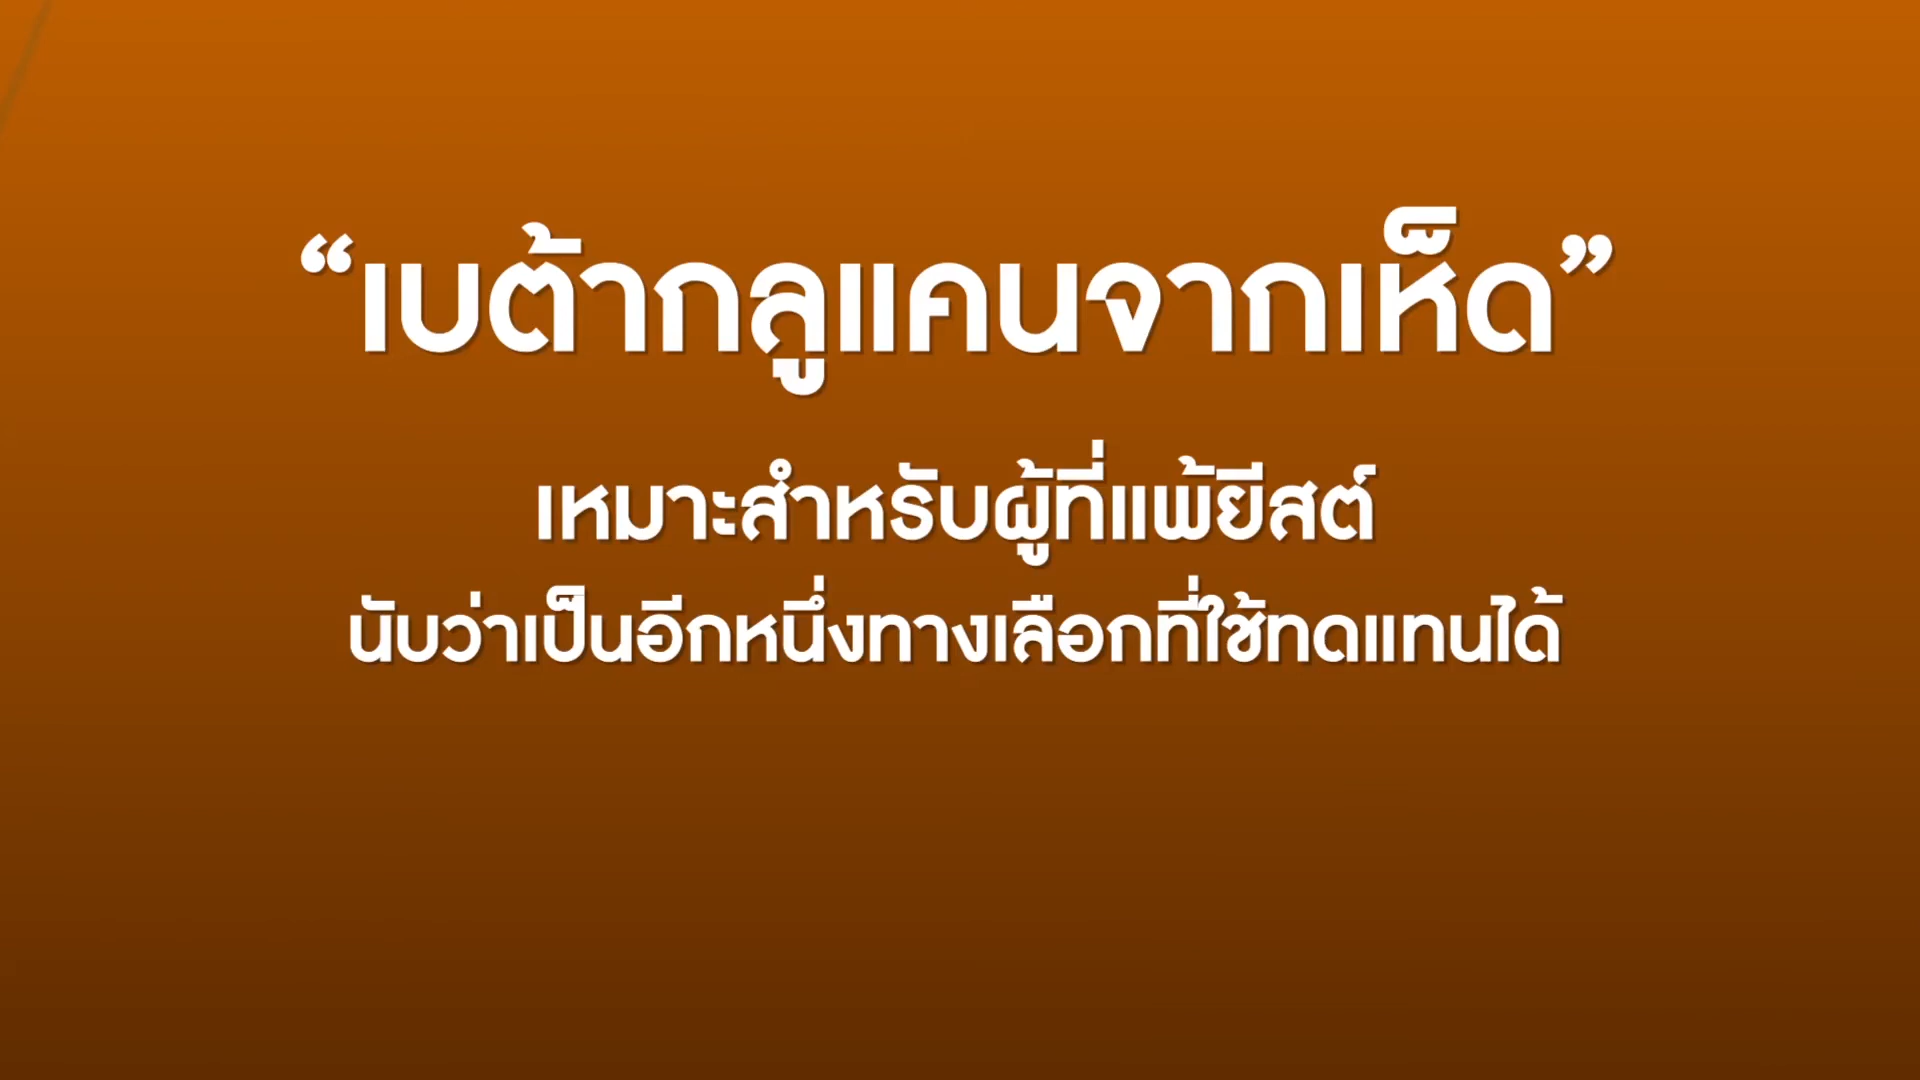 “เบต้ากลูแคนจากเห็ด”
เหมาะสำหรับผู้ที่แพ้ยีสต์
นับว่าเป็นอีกหนึ่งทางเลือกที่ใช้ทดแทนได้